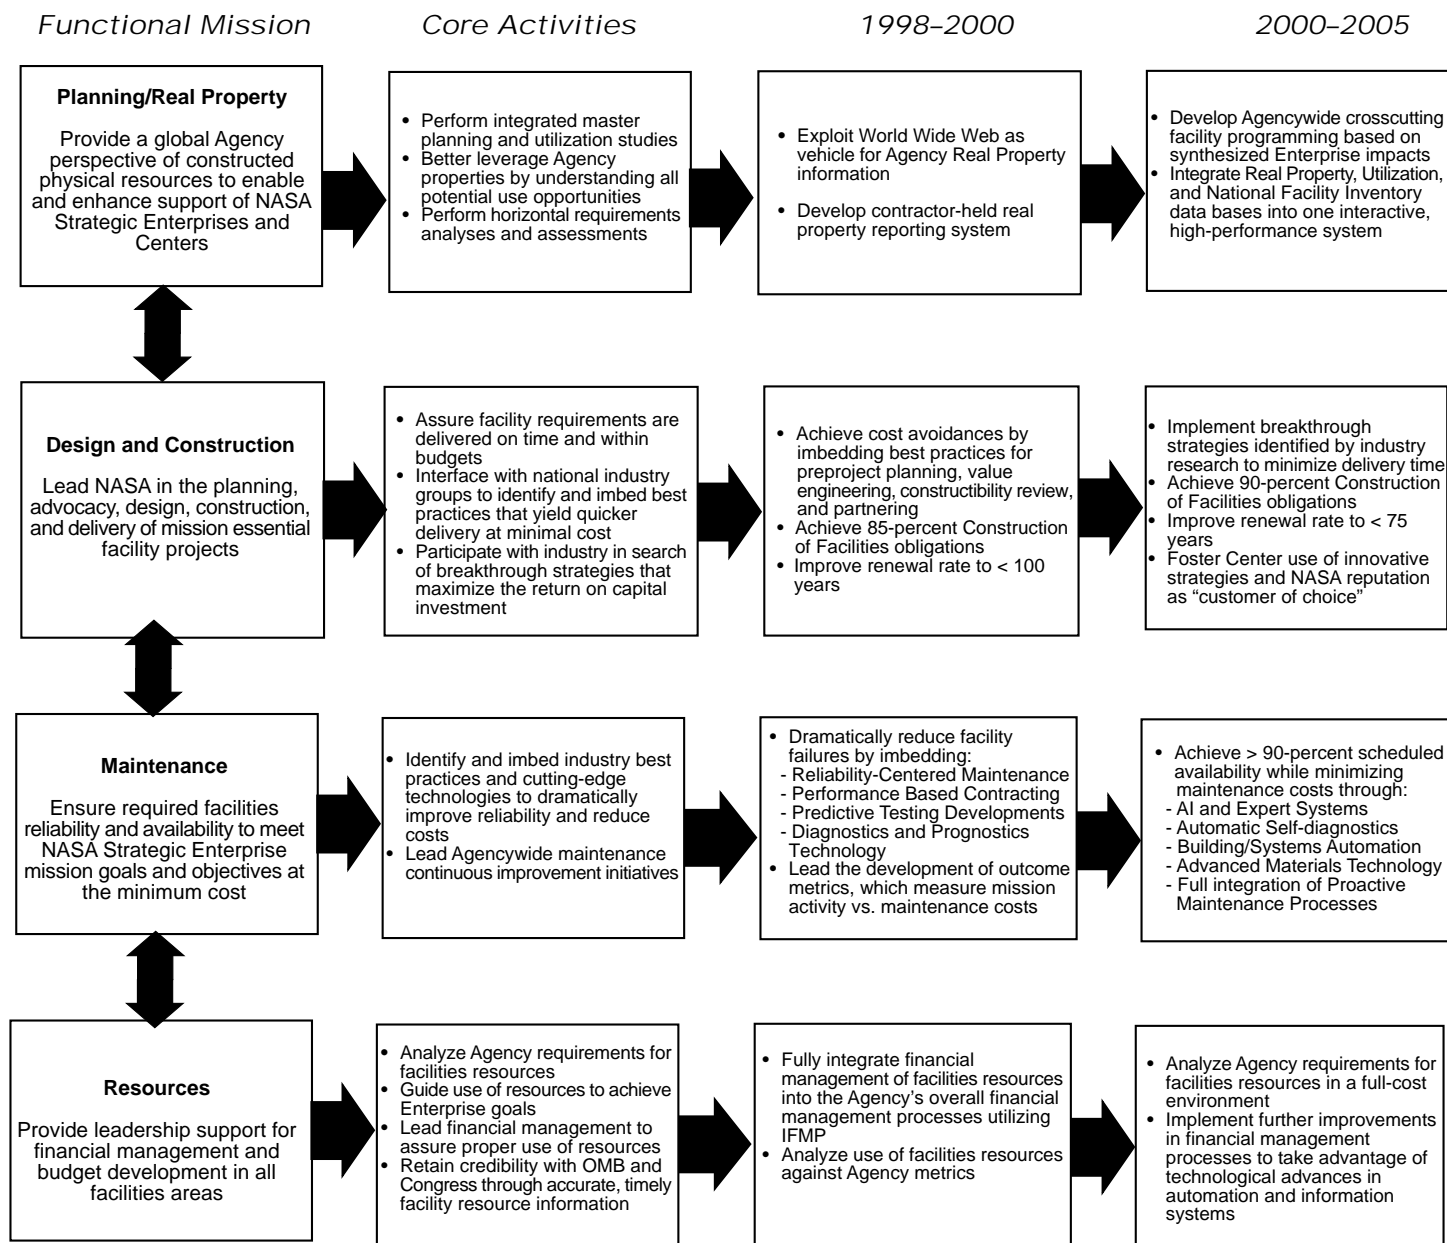 Functional Mission
Core Activities
1998–2000
2000–2005
Planning/Real Property
Provide a global Agency
perspective of constructed
physical resources to enable
and enhance support of NASA
Strategic Enterprises and
Centers
• Perform integrated master
planning and utilization studies
• Better leverage Agency
properties by understanding all
potential use opportunities
• Perform horizontal requirements
analyses and assessments
• Exploit World Wide Web as
vehicle for Agency Real Property
information
• Develop contractor-held real
property reporting system
• Develop Agencywide crosscutting
facility programming based on
synthesized Enterprise impacts
• Integrate Real Property, Utilization,
and National Facility Inventory
data bases into one interactive,
high-performance system
Design and Construction
Lead NASA in the planning,
advocacy, design, construction,
and delivery of mission essential
facility projects
• Assure facility requirements are
delivered on time and within
budgets
• Interface with national industry
groups to identify and imbed best
practices that yield quicker
delivery at minimal cost
• Participate with industry in search
of breakthrough strategies that
maximize the return on capital
investment
• Achieve cost avoidances by
imbedding best practices for
preproject planning, value
engineering, constructibility review,
and partnering
• Achieve 85-percent Construction
of Facilities obligations
• Improve renewal rate to < 100
years
• Implement breakthrough
strategies identified by industry
research to minimize delivery time
• Achieve 90-percent Construction
of Facilities obligations
• Improve renewal rate to < 75
years
• Foster Center use of innovative
strategies and NASA reputation
as “customer of choice”
Maintenance
Ensure required facilities
reliability and availability to meet
NASA Strategic Enterprise
mission goals and objectives at
the minimum cost
• Identify and imbed industry best
practices and cutting-edge
technologies to dramatically
improve reliability and reduce
costs
• Lead Agencywide maintenance
continuous improvement initiatives
• Dramatically reduce facility
failures by imbedding:
- Reliability-Centered Maintenance
- Performance Based Contracting
- Predictive Testing Developments
- Diagnostics and Prognostics
Technology
• Lead the development of outcome
metrics, which measure mission
activity vs. maintenance costs
• Achieve > 90-percent scheduled
availability while minimizing
maintenance costs through:
- AI and Expert Systems
- Automatic Self-diagnostics
- Building/Systems Automation
- Advanced Materials Technology
- Full integration of Proactive
Maintenance Processes
Resources
Provide leadership support for
financial management and
budget development in all
facilities areas
• Analyze Agency requirements for
facilities resources
• Guide use of resources to achieve
Enterprise goals
• Lead financial management to
assure proper use of resources
• Retain credibility with OMB and
Congress through accurate, timely
facility resource information
• Fully integrate financial
management of facilities resources
into the Agency’s overall financial
management processes utilizing
IFMP
• Analyze use of facilities resources
against Agency metrics
• Analyze Agency requirements for
facilities resources in a full-cost
environment
• Implement further improvements
in financial management
processes to take advantage of
technological advances in
automation and information
systems